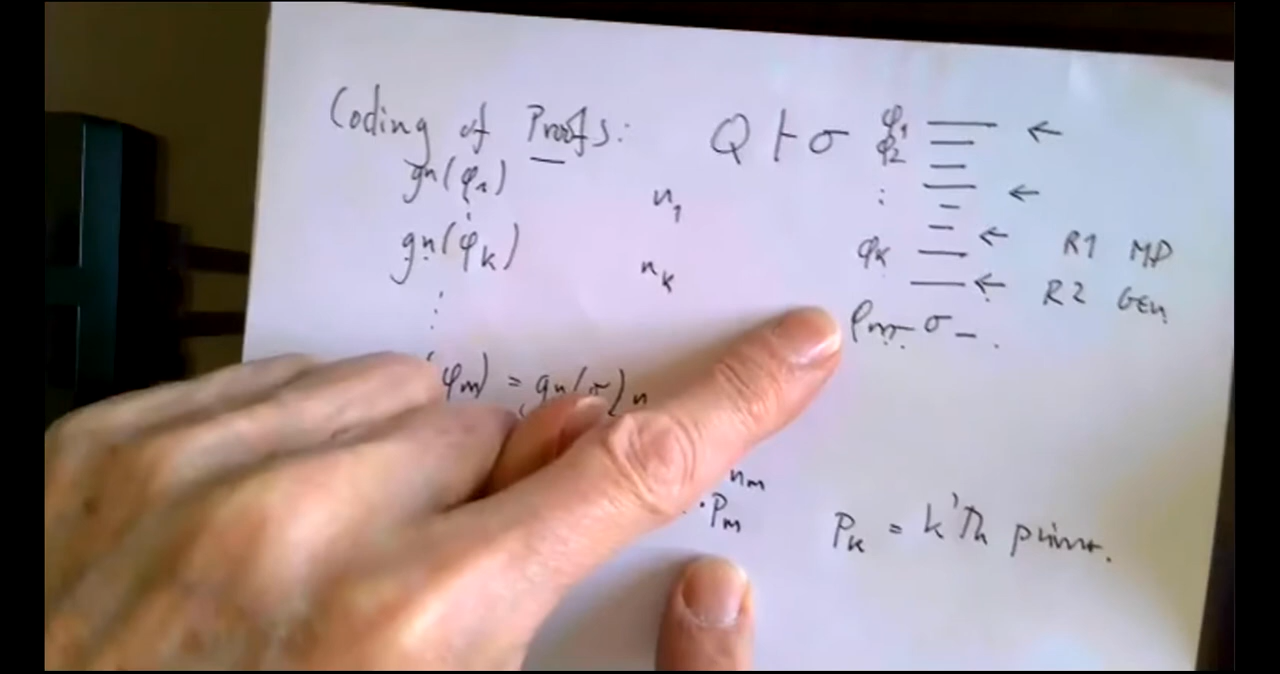 Coding of Proofs: Q ⊢ σ φ1 ←
gn(φ1) n1 φ2
⋮ ⋮ ←
gn(φk) nk φk ← R1 MP
⋮ ← R2 Gen
φm) = gn(σ) n φm σ
·Pm^nm Pk = k'th prime.